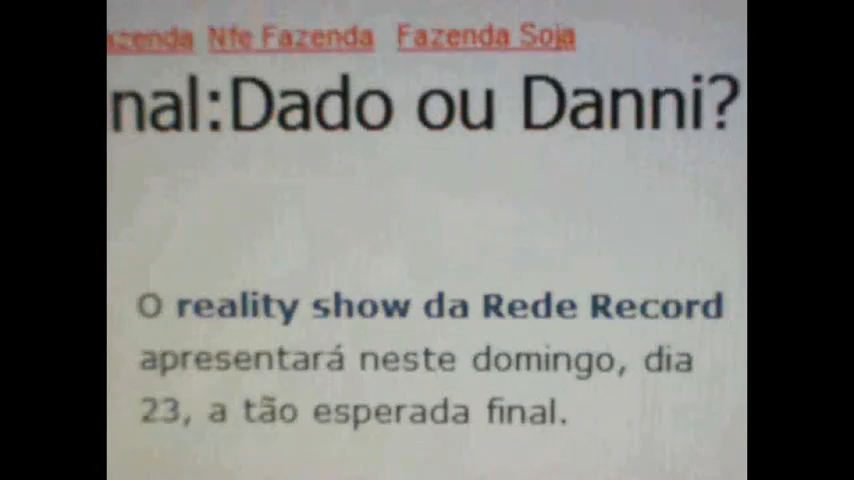 azenda Nfe Fazenda Fazenda Soja
nal:Dado ou Danni?
O reality show da Rede Record
apresentará neste domingo, dia
23, a tão esperada final.